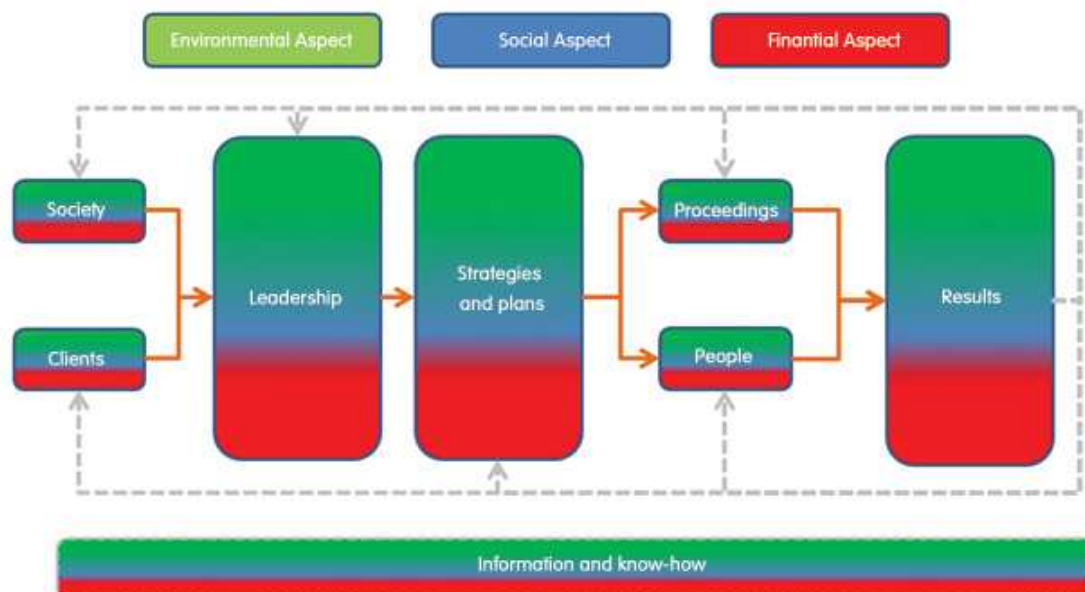 Environmental Aspect
Social Aspect
Finantial Aspect
Society
Clients
Leadership
Strategies
and plans
Proceedings
People
Results
Information and know-how